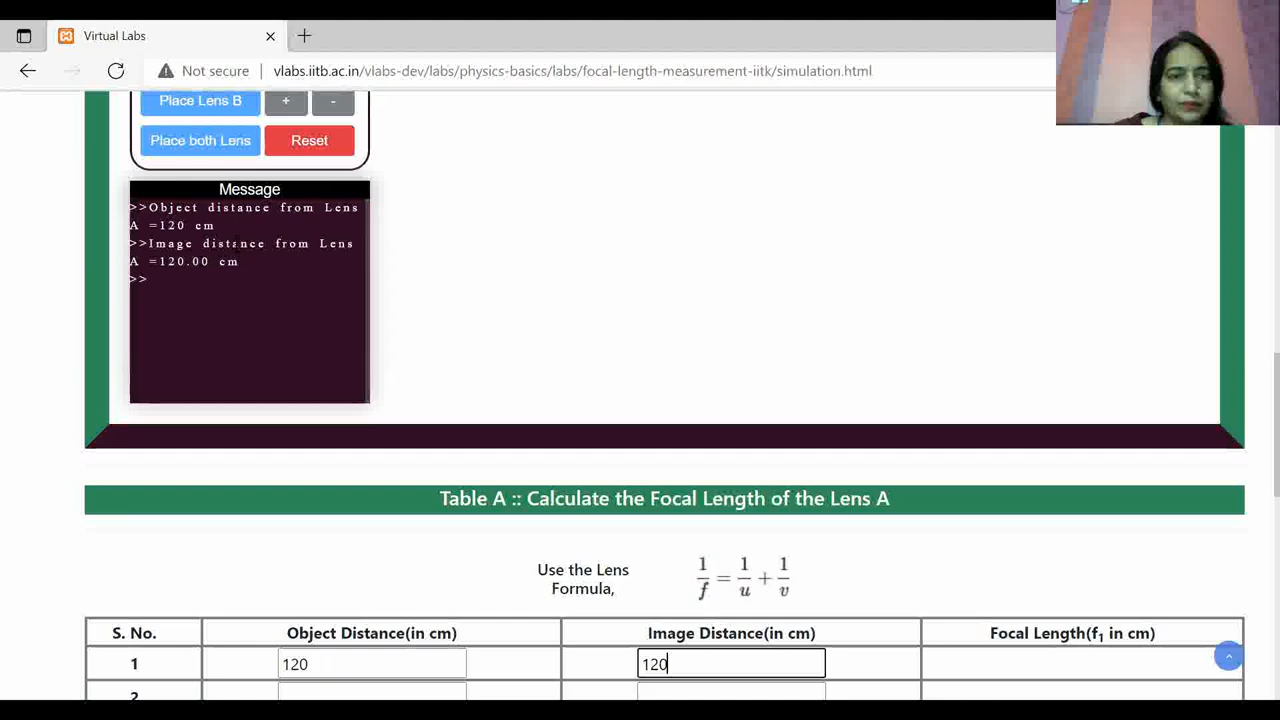 Virtual Labs
Not secure vlabs.iitb.ac.in/vlabs-dev/labs/physics-basics/labs/focal-length-measurement-iitk/simulation.html
Place Lens B + -
Place both Lens Reset
Message
>>Object distance from Lens
A =120 cm
>>Image distance from Lens
A =120.00 cm
>>
Table A :: Calculate the Focal Length of the Lens A
Use the Lens
Formula,
1/f = 1/u + 1/v
S. No. Object Distance(in cm) Image Distance(in cm) Focal Length(f₁ in cm)
1 120 120
2